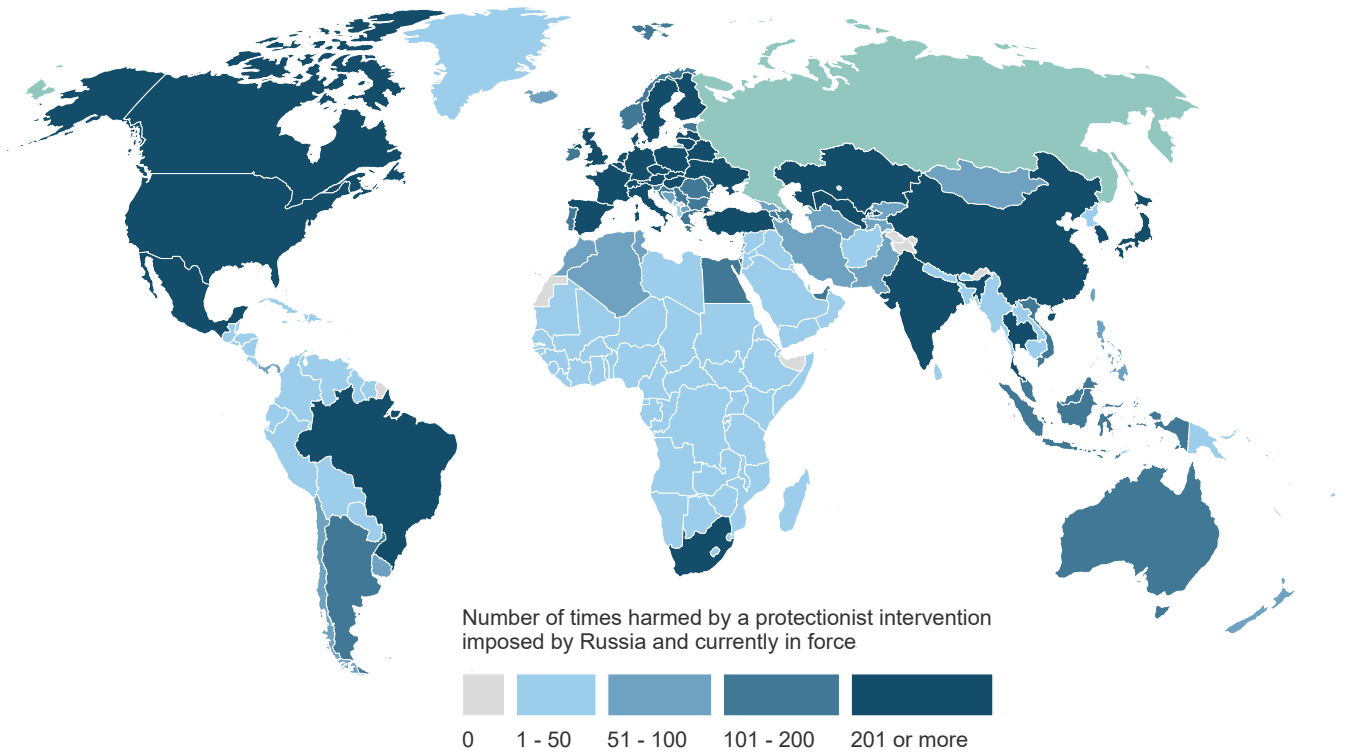 Number of times harmed by a protectionist intervention
imposed by Russia and currently in force
0
1 - 50
51 - 100
101 - 200
201 or more